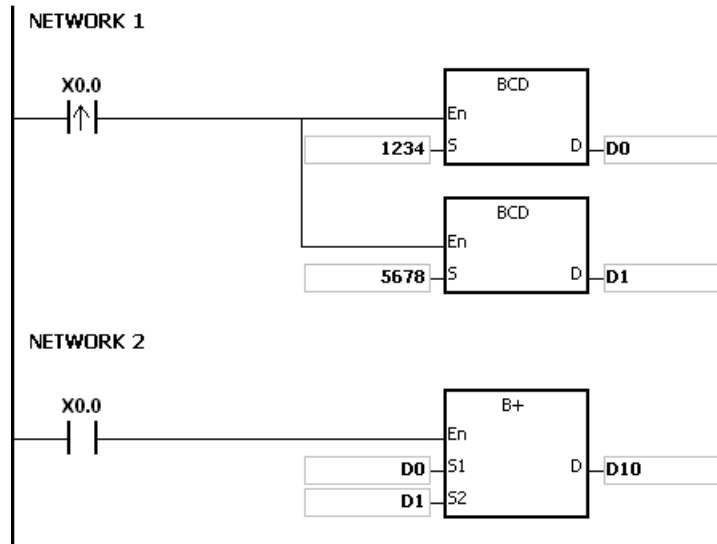 NETWORK 1
X0.0
BCD
En
1234 S D D0
BCD
En
5678 S D D1
NETWORK 2
X0.0
B+
En
D0 S1 D D10
D1 S2